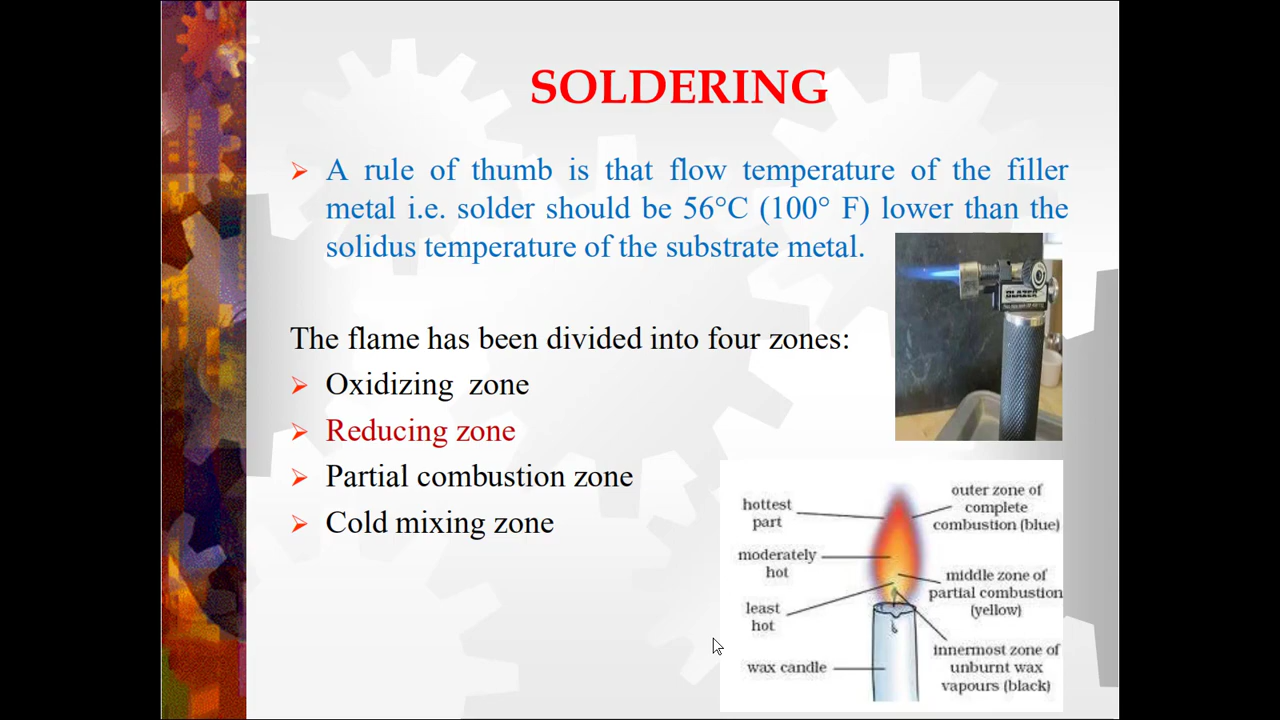 SOLDERING
A rule of thumb is that flow temperature of the filler
metal i.e. solder should be 56°C (100° F) lower than the
solidus temperature of the substrate metal.
BLAZER
The flame has been divided into four zones:
Oxidizing zone
Reducing zone
Partial combustion zone
Cold mixing zone
hottest
part
outer zone of
complete
combustion (blue)
moderately
hot
middle zone of
partial combustion
(yellow)
least
hot
innermost zone of
unburnt wax
vapours (black)
wax candle